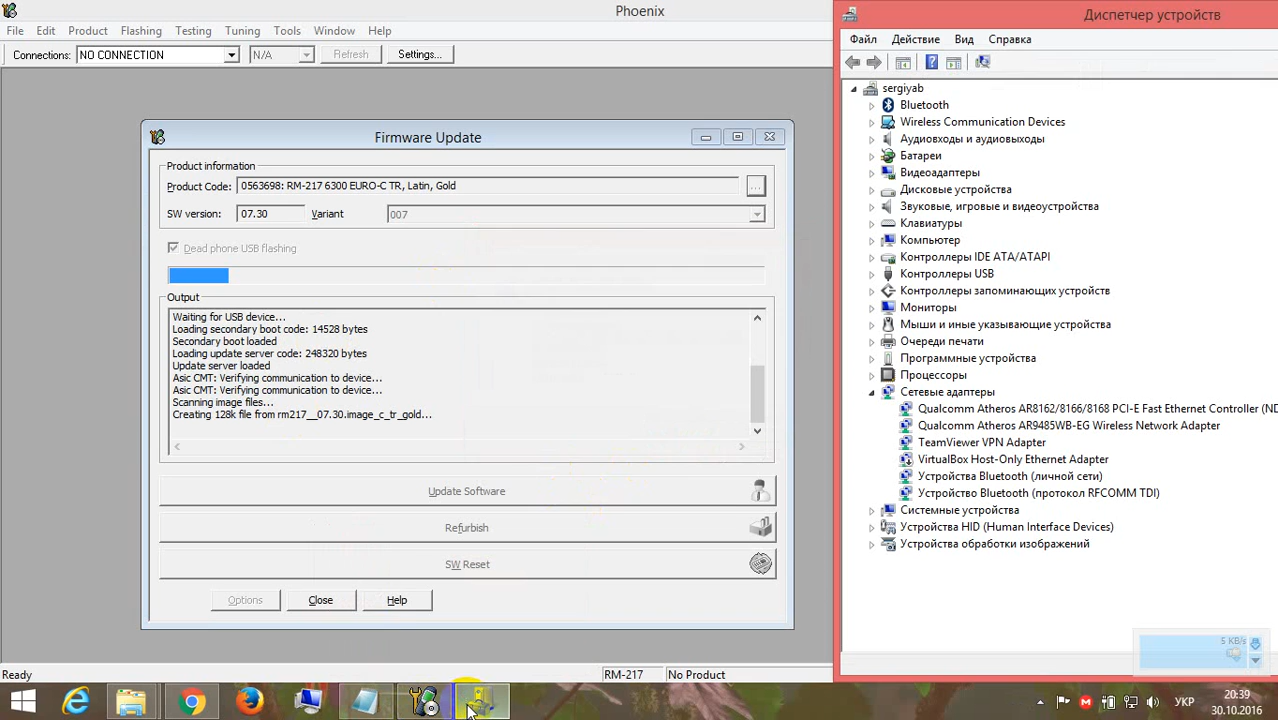 Phoenix
File Edit Product Flashing Testing Tuning Tools Window Help
Connections: NO CONNECTION N/A Refresh Settings...
Firmware Update
Product information
Product Code: 0563698: RM-217 6300 EURO-C TR, Latin, Gold ...
SW version: 07.30 Variant 007
Dead phone USB flashing
Output
Waiting for USB device...
Loading secondary boot code: 14528 bytes
Secondary boot loaded
Loading update server code: 248320 bytes
Update server loaded
Asic CMT: Verifying communication to device...
Asic CMT: Verifying communication to device...
Scanning image files...
Creating 128k file from rm217__07.30.image_c_tr_gold...
Update Software
Refurbish
SW Reset
Options Close Help
Ready RM-217 No Product
Диспетчер устройств
Файл Действие Вид Справка
sergiyab
Bluetooth
Wireless Communication Devices
Аудиовходы и аудиовыходы
Батареи
Видеоадаптеры
Дисковые устройства
Звуковые, игровые и видеоустройства
Клавиатуры
Компьютер
Контроллеры IDE ATA/ATAPI
Контроллеры USB
Контроллеры запоминающих устройств
Мониторы
Мыши и иные указывающие устройства
Очереди печати
Программные устройства
Процессоры
Сетевые адаптеры
Qualcomm Atheros AR8162/8166/8168 PCI-E Fast Ethernet Controller (ND
Qualcomm Atheros AR9485WB-EG Wireless Network Adapter
TeamViewer VPN Adapter
VirtualBox Host-Only Ethernet Adapter
Устройства Bluetooth (личной сети)
Устройство Bluetooth (протокол RFCOMM TDI)
Системные устройства
Устройства HID (Human Interface Devices)
Устройства обработки изображений
5 KB/s
УКР
20:39
30.10.2016